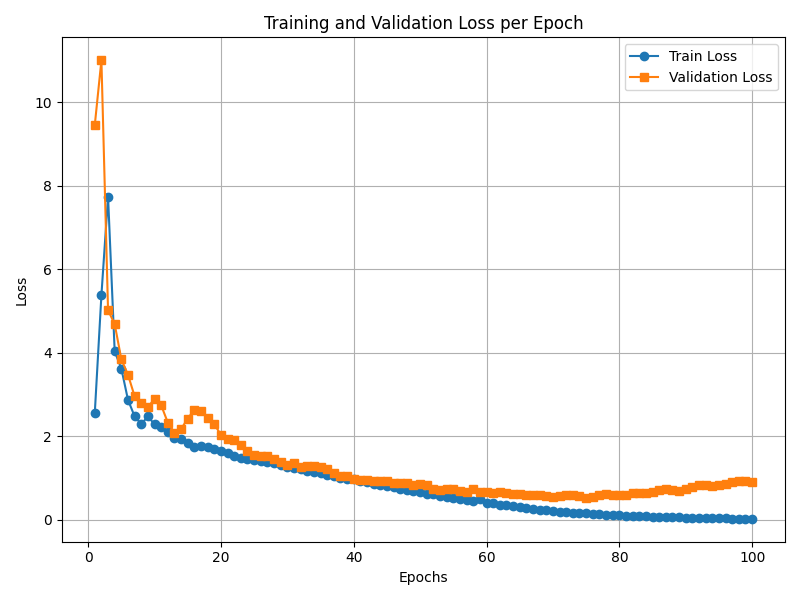 Training and Validation Loss per Epoch
Train Loss
Validation Loss
Loss
10
8
6
4
2
0
0 20 40 60 80 100
Epochs